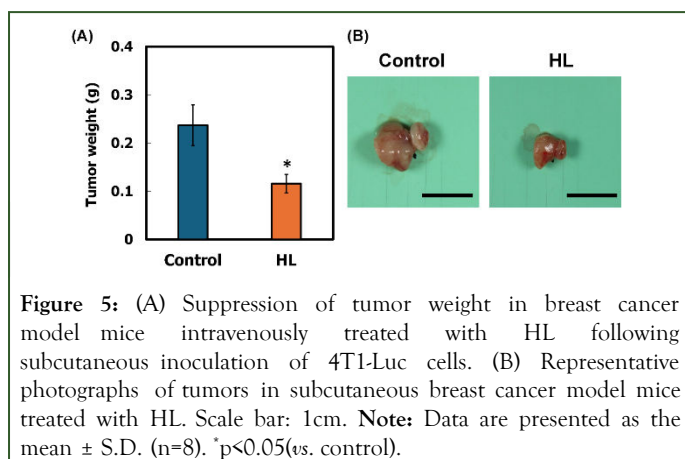 (A)
0.4
0.3
0.2
0.1
0
Tumor weight (g)
*
Control HL
(B)
Control HL
Figure 5: (A) Suppression of tumor weight in breast cancer
model mice intravenously treated with HL following
subcutaneous inoculation of 4T1-Luc cells. (B) Representative
photographs of tumors in subcutaneous breast cancer model mice
treated with HL. Scale bar: 1cm. Note: Data are presented as the
mean ± S.D. (n=8). *p<0.05(vs. control).